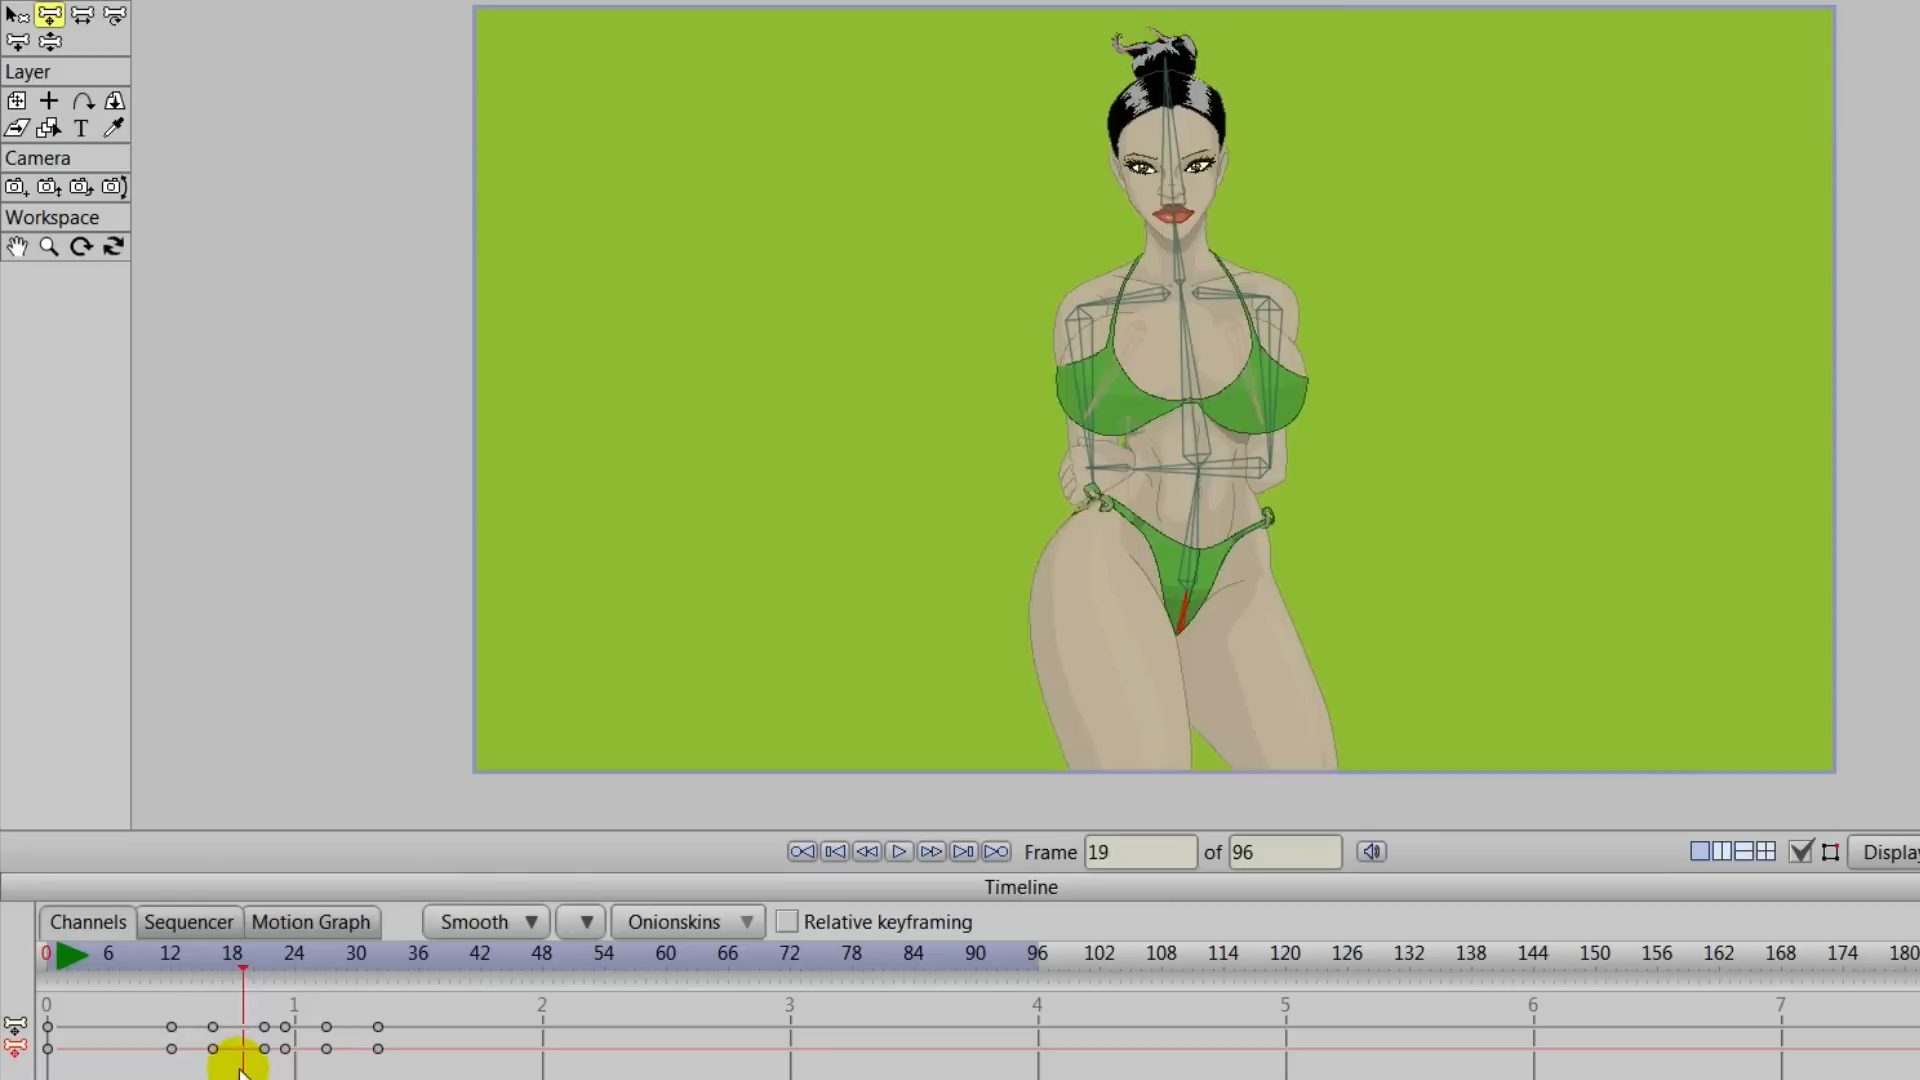 Layer
T
Camera
Workspace
Frame 19 of 96
Display
Timeline
Channels Sequencer Motion Graph Smooth Onionskins Relative keyframing
0 6 12 18 24 30 36 42 48 54 60 66 72 78 84 90 96 102 108 114 120 126 132 138 144 150 156 162 168 174 180
0 1 2 3 4 5 6 7